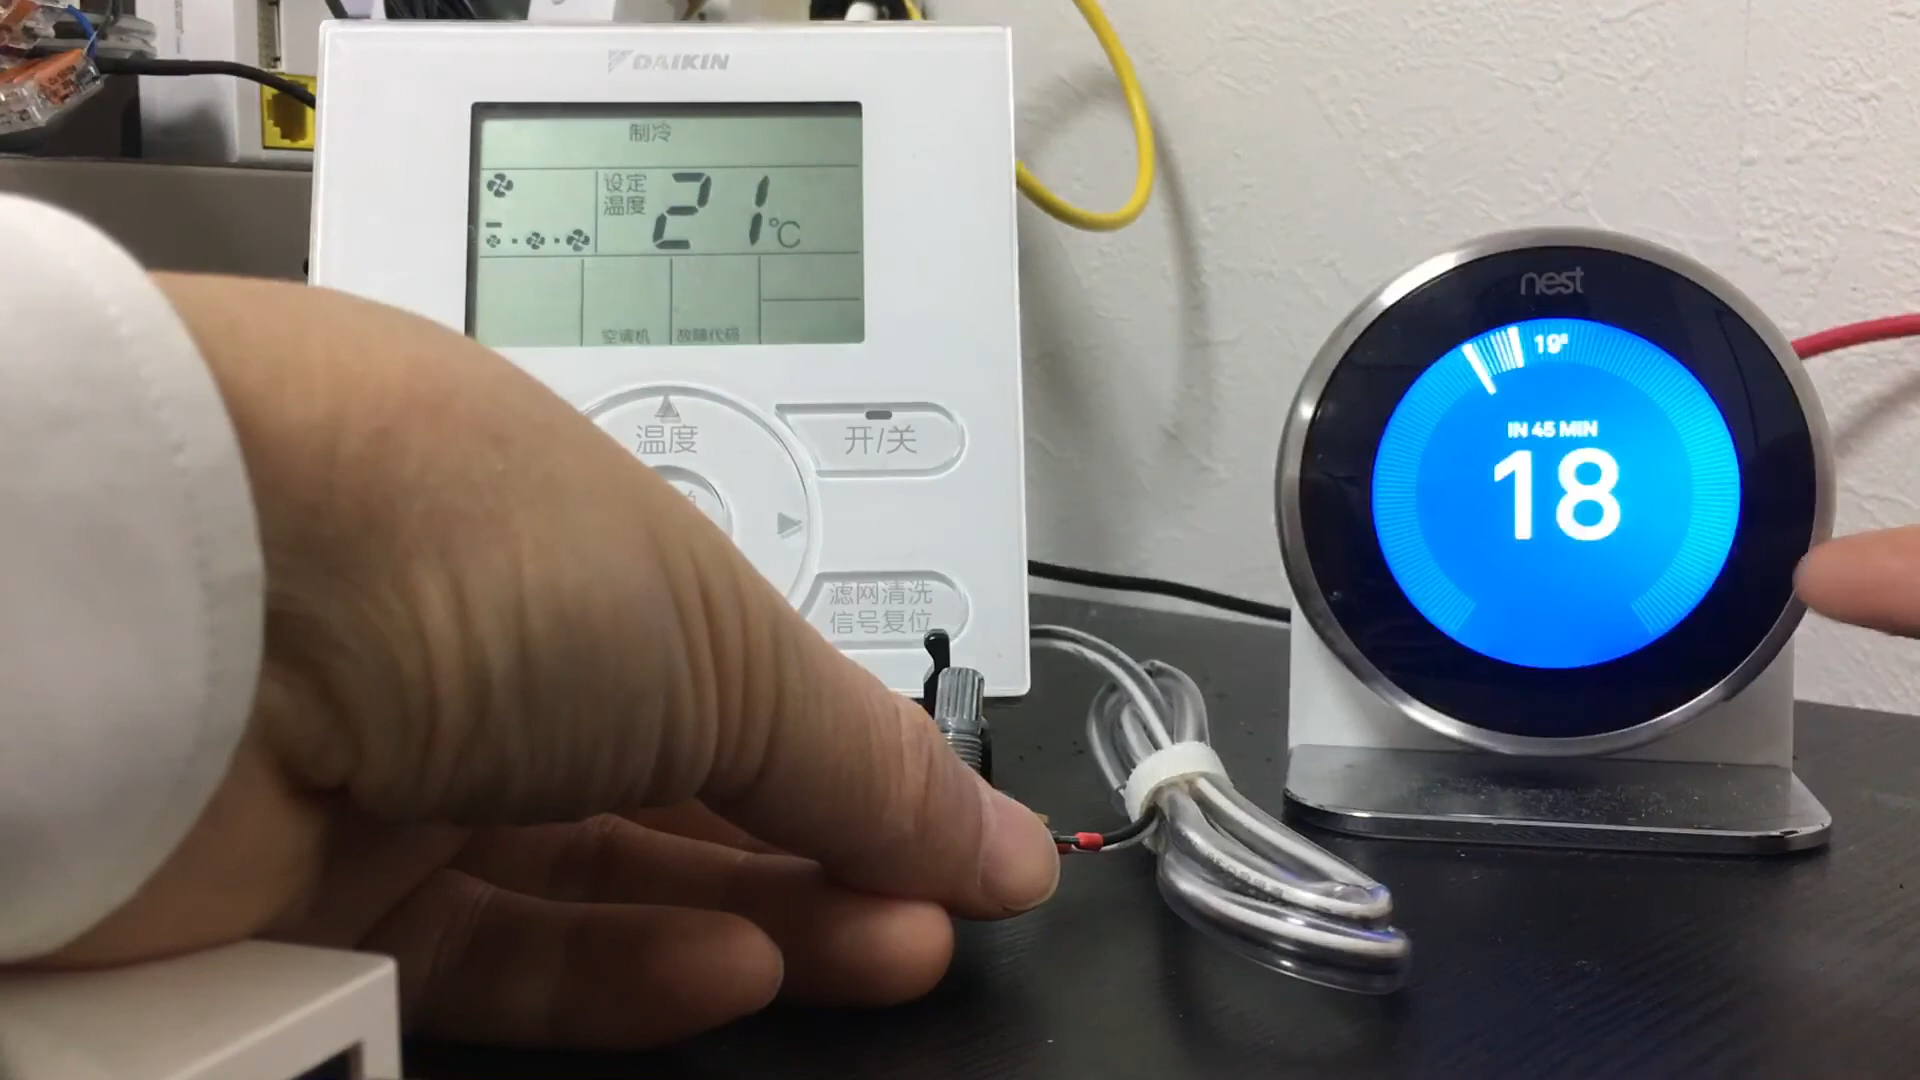 DAIKIN
制冷
设定
温度
21℃
空调机
故障代码
温度
开/关
滤网清洗
信号复位
nest
19°
IN 45 MIN
18